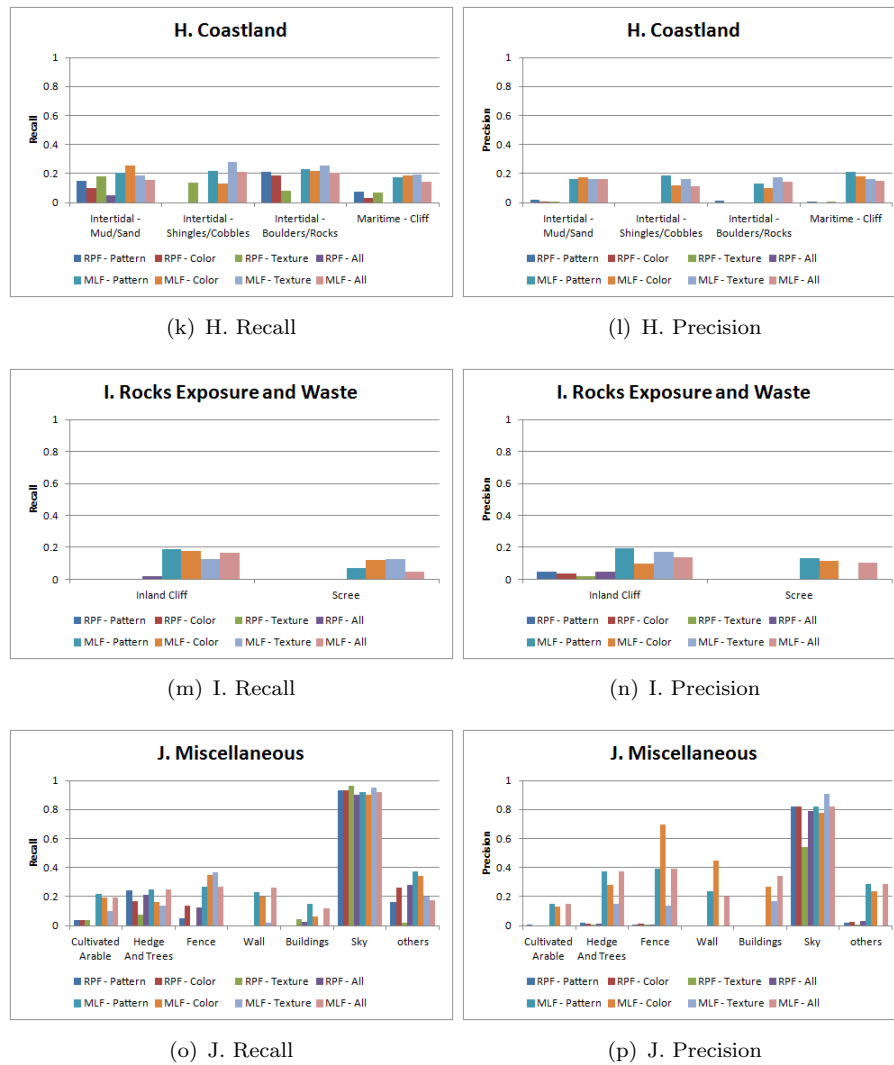 H. Coastland
1
0.8
0.6
0.4
0.2
0
Recall
Intertidal - Mud/Sand
Intertidal - Shingles/Cobbles
Intertidal - Boulders/Rocks
Maritime - Cliff
RPF - Pattern RPF - Color RPF - Texture RPF - All
MLF - Pattern MLF - Color MLF - Texture MLF - All
(k) H. Recall
H. Coastland
1
0.8
0.6
0.4
0.2
0
Precision
Intertidal - Mud/Sand
Intertidal - Shingles/Cobbles
Intertidal - Boulders/Rocks
Maritime - Cliff
RPF - Pattern RPF - Color RPF - Texture RPF - All
MLF - Pattern MLF - Color MLF - Texture MLF - All
(l) H. Precision
I. Rocks Exposure and Waste
1
0.8
0.6
0.4
0.2
0
Recall
Inland Cliff
Scree
RPF - Pattern RPF - Color RPF - Texture RPF - All
MLF - Pattern MLF - Color MLF - Texture MLF - All
(m) I. Recall
I. Rocks Exposure and Waste
1
0.8
0.6
0.4
0.2
0
Precision
Inland Cliff
Scree
RPF - Pattern RPF - Color RPF - Texture RPF - All
MLF - Pattern MLF - Color MLF - Texture MLF - All
(n) I. Precision
J. Miscellaneous
1
0.8
0.6
0.4
0.2
0
Recall
Cultivated Arable
Hedge And Trees
Fence
Wall
Buildings
Sky
others
RPF - Pattern RPF - Color RPF - Texture RPF - All
MLF - Pattern MLF - Color MLF - Texture MLF - All
(o) J. Recall
J. Miscellaneous
1
0.8
0.6
0.4
0.2
0
Precision
Cultivated Arable
Hedge And Trees
Fence
Wall
Buildings
Sky
others
RPF - Pattern RPF - Color RPF - Texture RPF - All
MLF - Pattern MLF - Color MLF - Texture MLF - All
(p) J. Precision